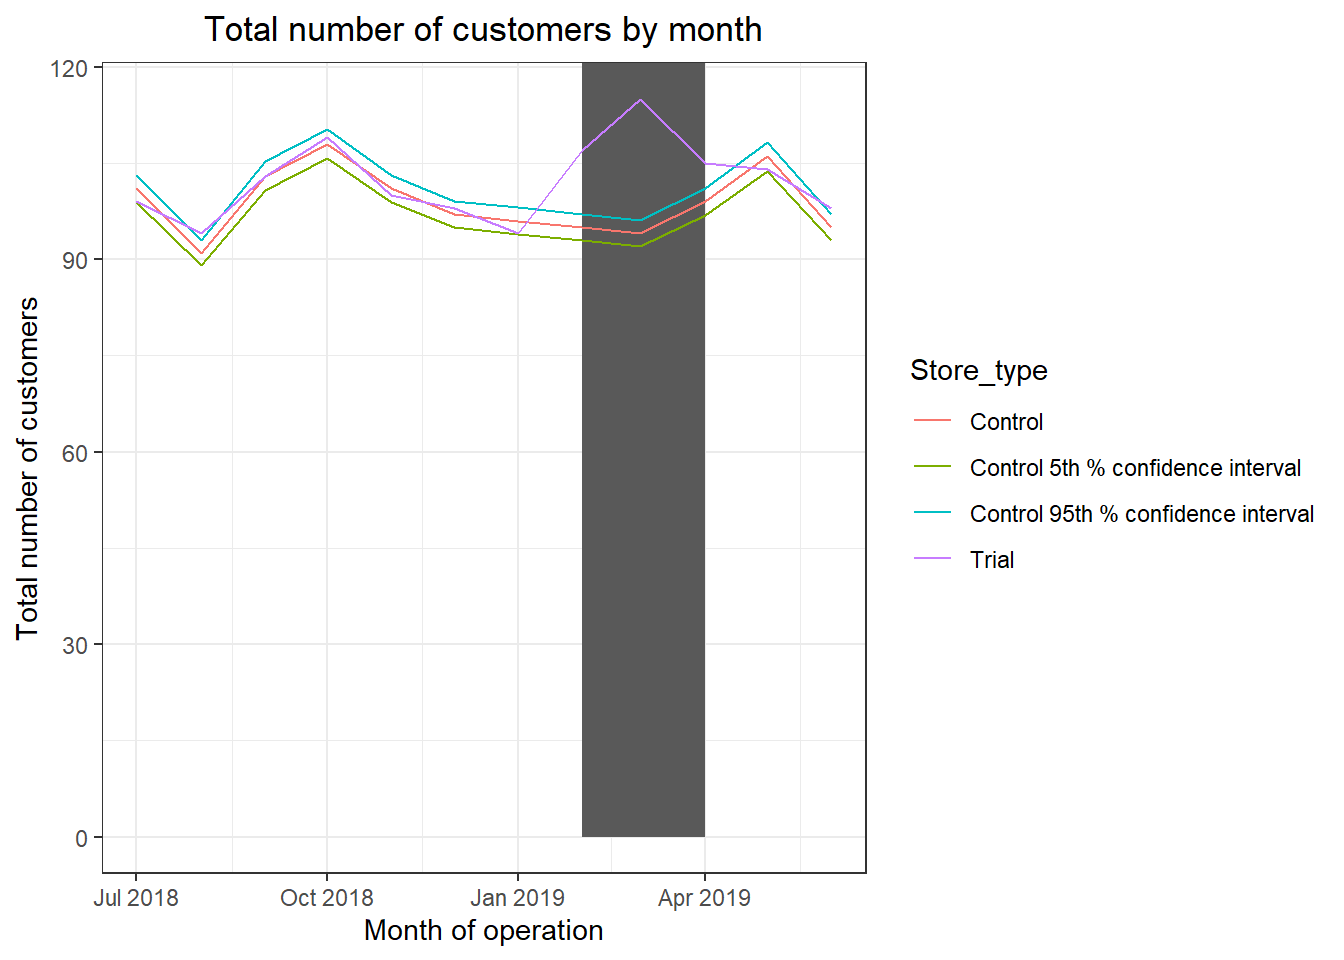 Total number of customers by month
Total number of customers
120
90
60
30
0
Jul 2018
Oct 2018
Jan 2019
Apr 2019
Month of operation
Store_type
Control
Control 5th % confidence interval
Control 95th % confidence interval
Trial